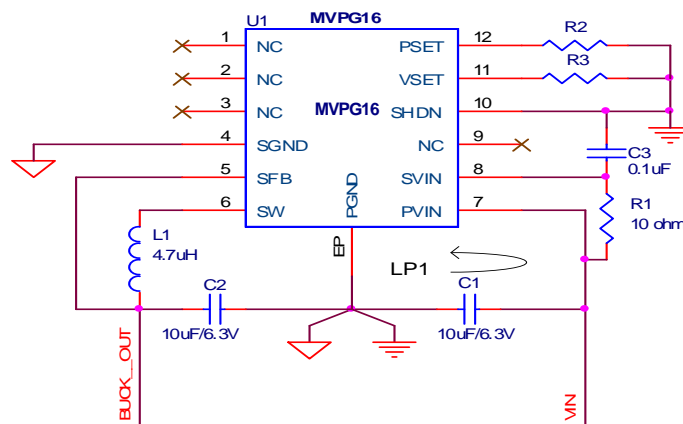 U1
MVPG16
1
NC
PSET
12
R2
2
NC
VSET
11
R3
3
NC
MVPG16
SHDN
10
4
SGND
NC
9
C3
0.1uF
5
SFB
SVIN
8
6
SW
PGND
PVIN
7
R1
10 ohm
L1
4.7uH
EP
LP1
C2
10uF/6.3V
C1
10uF/6.3V
BUCK_OUT
VIN